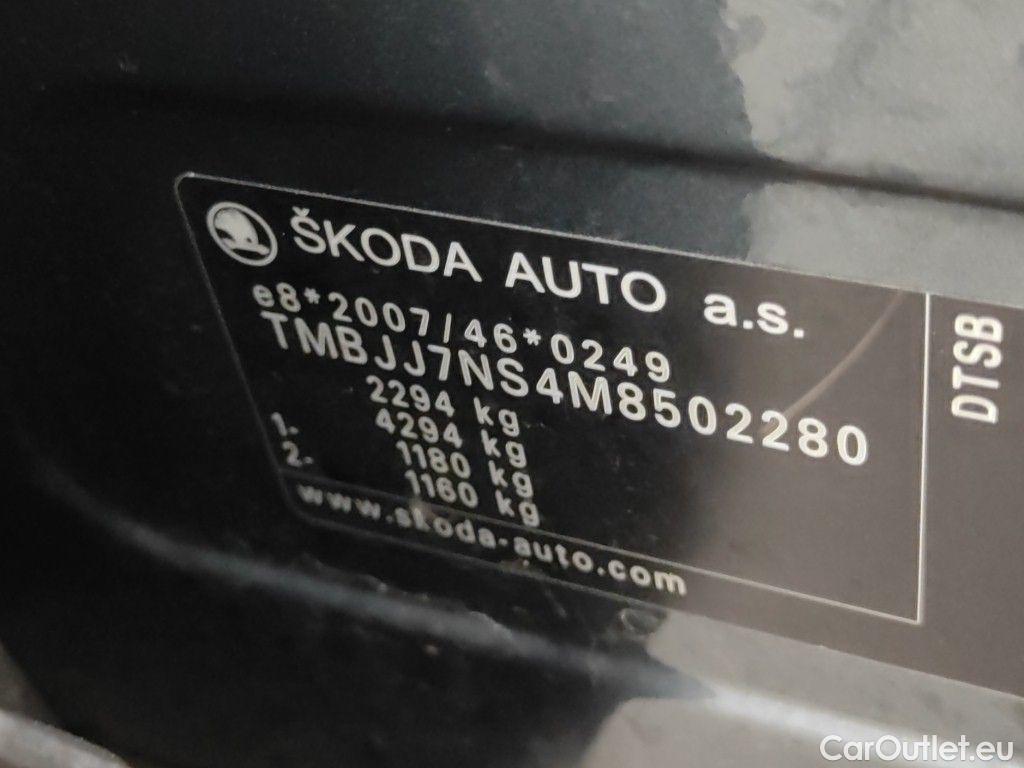 ŠKODA AUTO a.s.
e8*2007/46*0249
TMBJJ7NS4M8502280
2294 kg
4294 kg
1- 1180 kg
2- 1160 kg
www.skoda-auto.com
DTSB
CarOutlet.eu